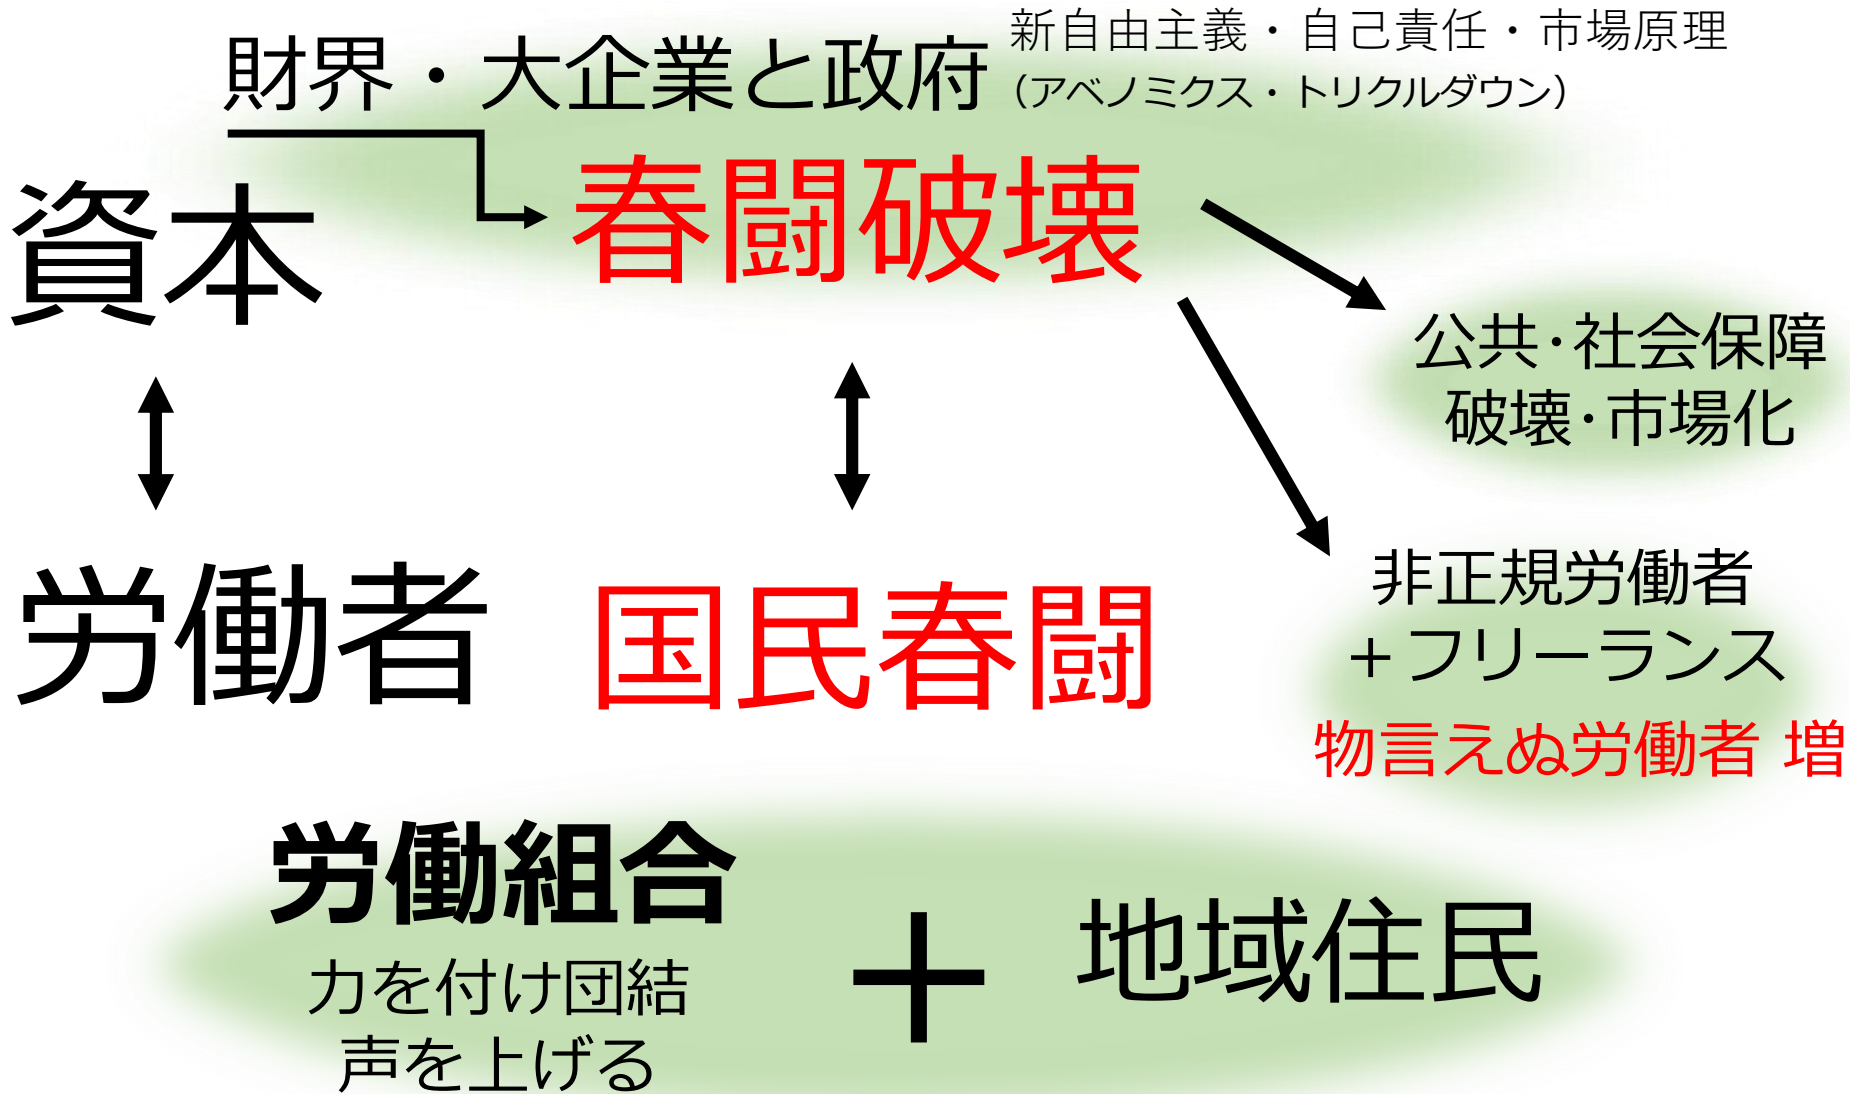 財界・大企業と政府
新自由主義・自己責任・市場原理
（アベノミクス・トリクルダウン）
資本
春闘破壊
公共･社会保障
破壊･市場化
労働者
国民春闘
非正規労働者
＋フリーランス
物言えぬ労働者 増
労働組合
力を付け団結
声を上げる
＋
地域住民